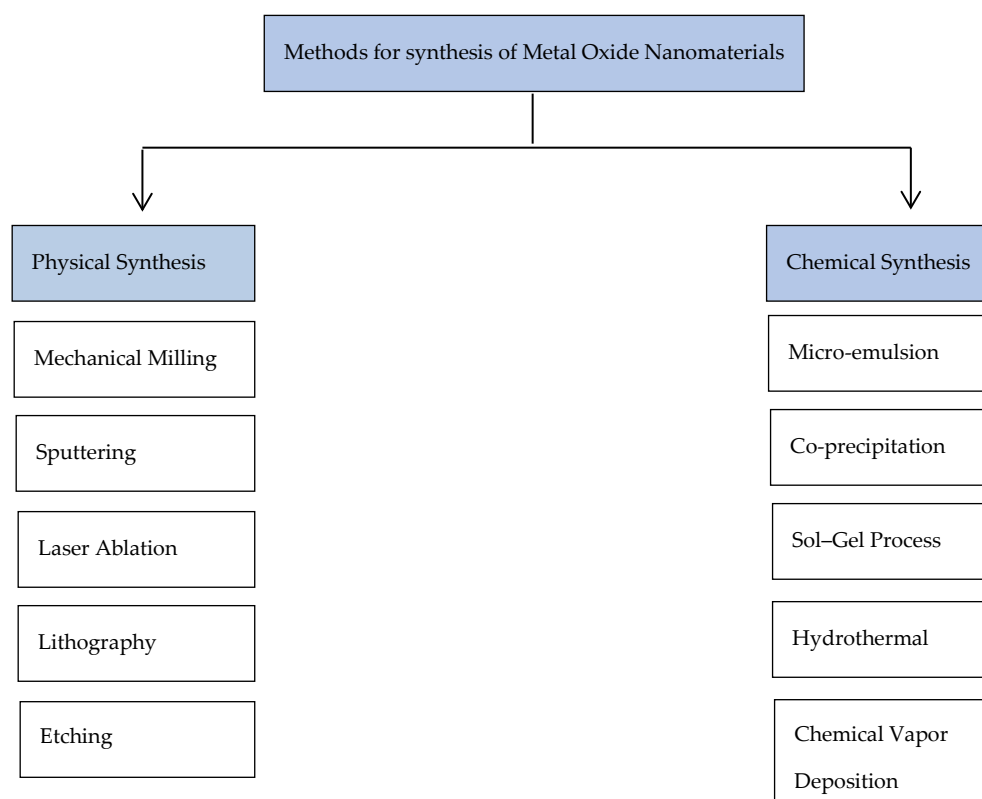 Methods for synthesis of Metal Oxide Nanomaterials
Physical Synthesis
Mechanical Milling
Sputtering
Laser Ablation
Lithography
Etching
Chemical Synthesis
Micro-emulsion
Co-precipitation
Sol–Gel Process
Hydrothermal
Chemical Vapor
Deposition